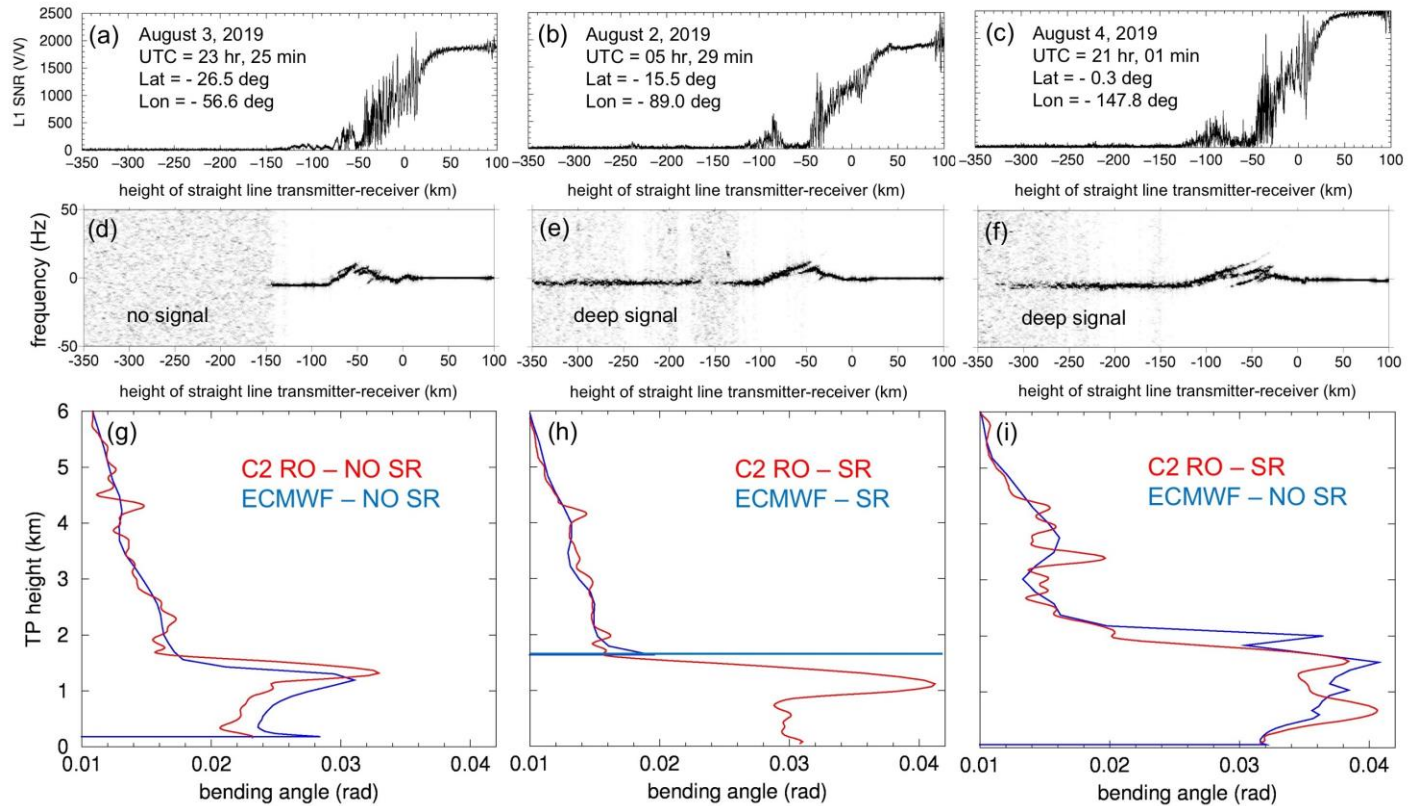 (a)
August 3, 2019
UTC = 23 hr, 25 min
Lat = - 26.5 deg
Lon = - 56.6 deg
L1 SNR (V/V)
2500
2000
1500
1000
500
0
−350 −300 −250 −200 −150 −100 −50 0 50 100
height of straight line transmitter-receiver (km)
(b)
August 2, 2019
UTC = 05 hr, 29 min
Lat = - 15.5 deg
Lon = - 89.0 deg
−350 −300 −250 −200 −150 −100 −50 0 50 100
height of straight line transmitter-receiver (km)
(c)
August 4, 2019
UTC = 21 hr, 01 min
Lat = - 0.3 deg
Lon = - 147.8 deg
−350 −300 −250 −200 −150 −100 −50 0 50 100
height of straight line transmitter-receiver (km)
(d)
no signal
frequency (Hz)
50
0
-50
-350 -300 -250 -200 -150 -100 -50 0 50 100
height of straight line transmitter-receiver (km)
(e)
deep signal
-350 -300 -250 -200 -150 -100 -50 0 50 100
height of straight line transmitter-receiver (km)
(f)
deep signal
-350 -300 -250 -200 -150 -100 -50 0 50 100
height of straight line transmitter-receiver (km)
(g)
C2 RO – NO SR
ECMWF – NO SR
TP height (km)
6
5
4
3
2
1
0
0.01 0.02 0.03 0.04
bending angle (rad)
(h)
C2 RO – SR
ECMWF – SR
0.01 0.02 0.03 0.04
bending angle (rad)
(i)
C2 RO – SR
ECMWF – NO SR
0.01 0.02 0.03 0.04
bending angle (rad)